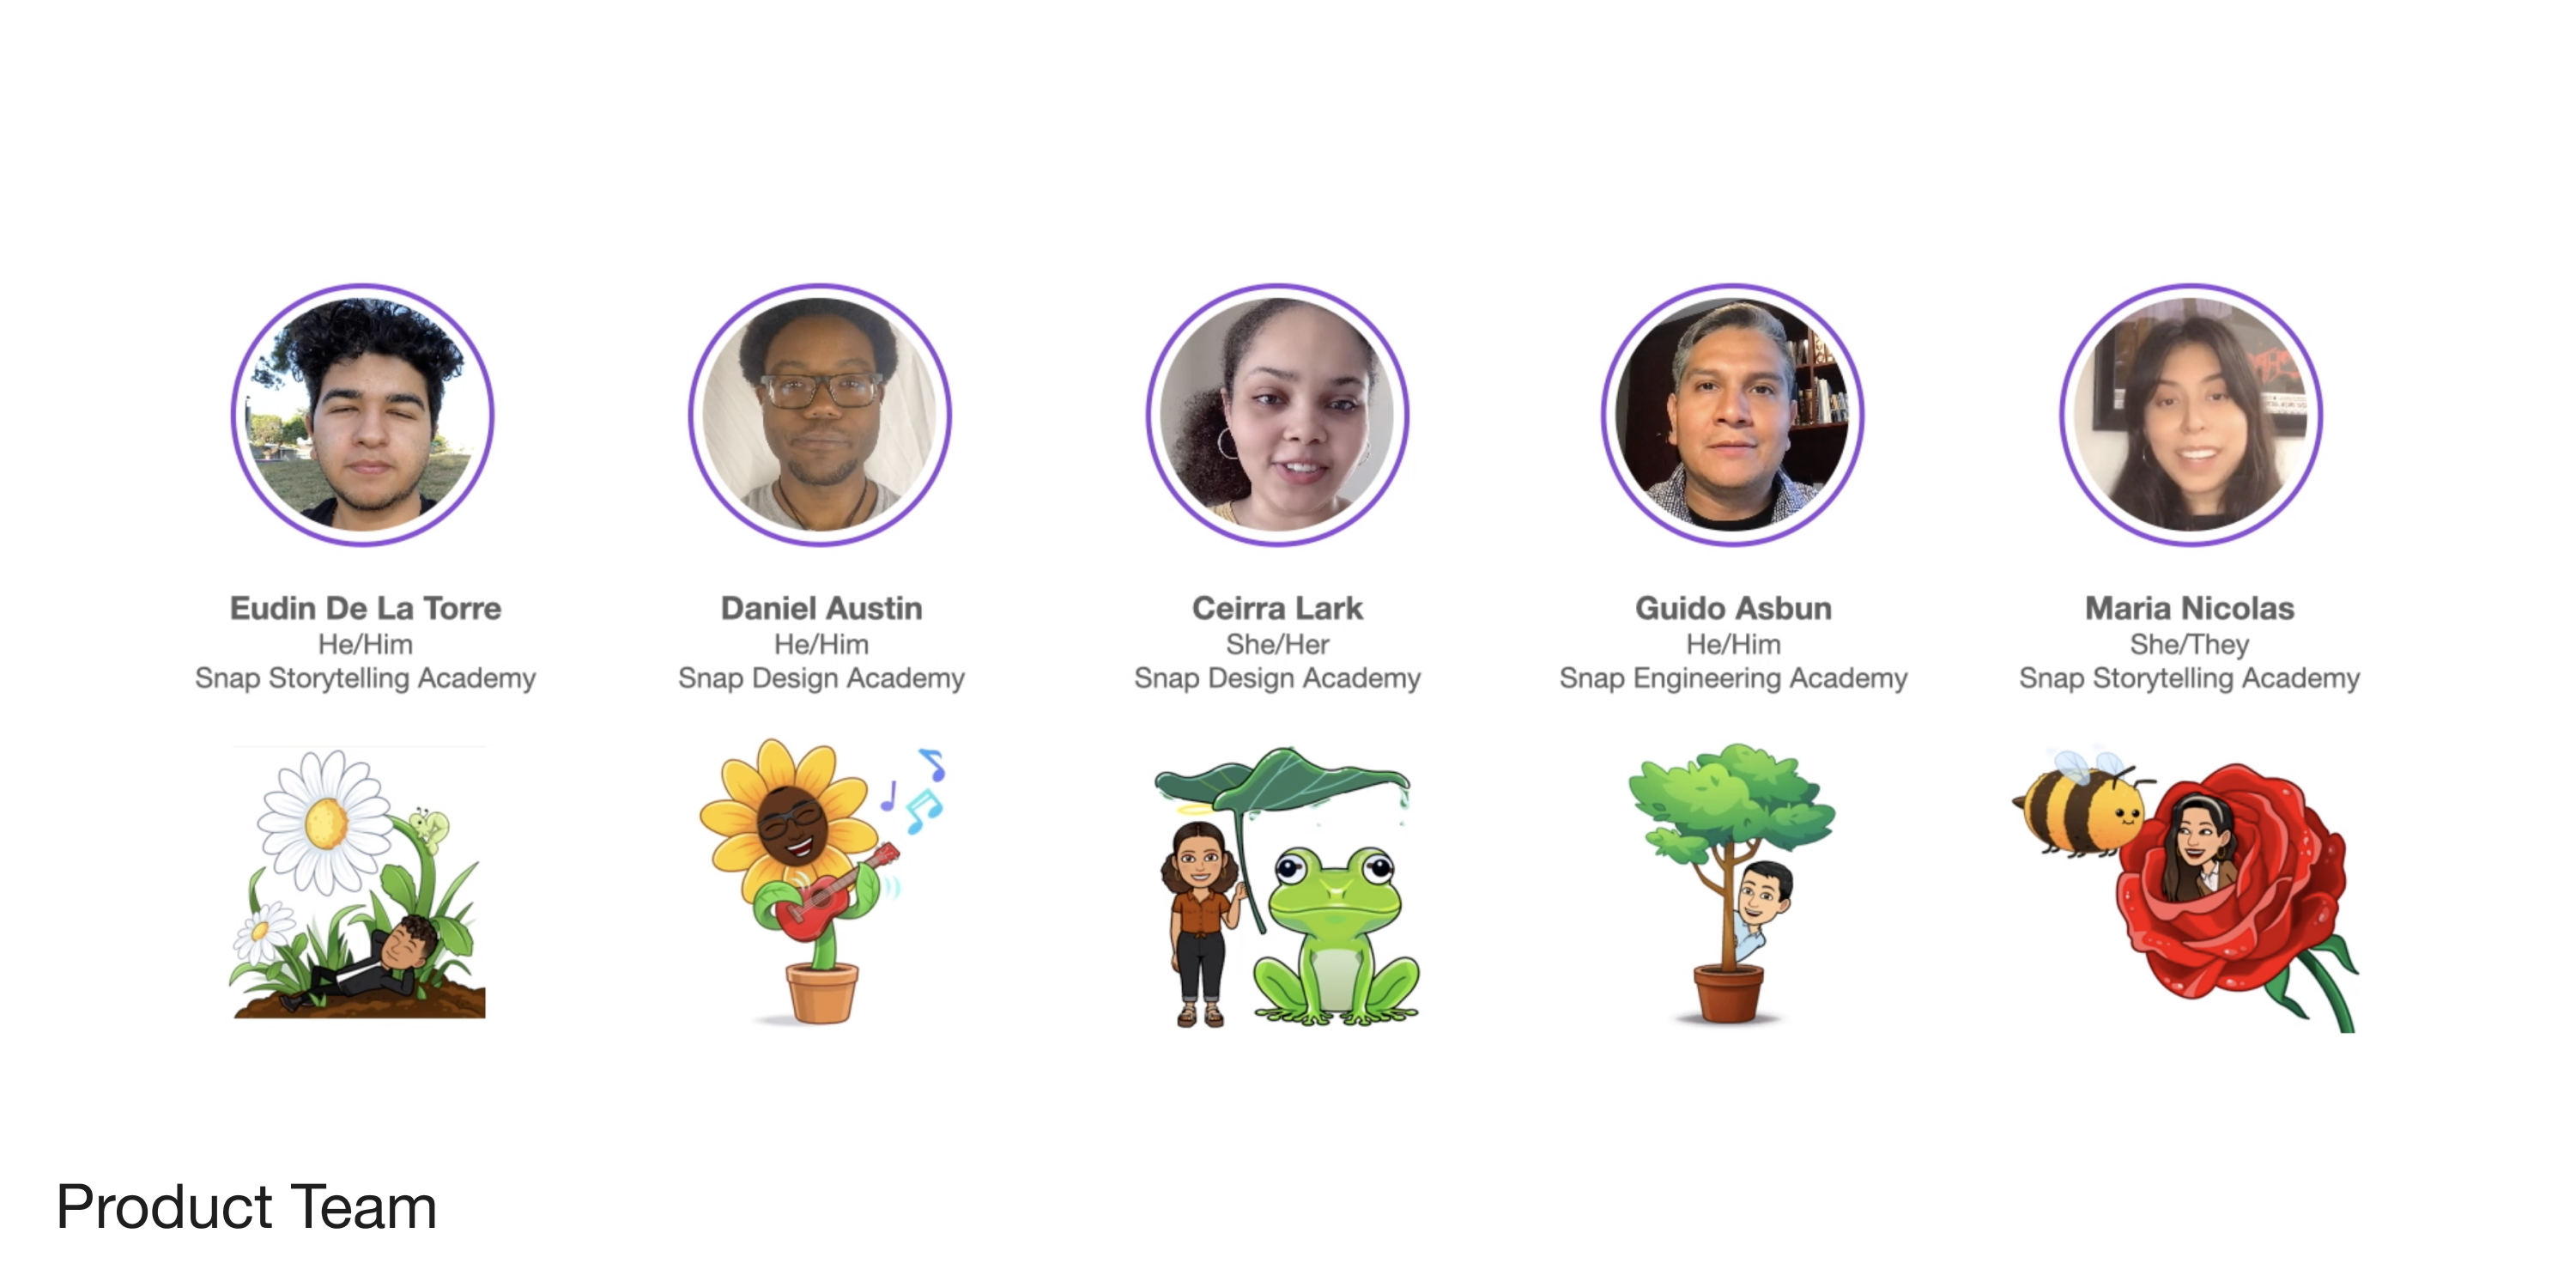 Eudin De La Torre
He/Him
Snap Storytelling Academy
Daniel Austin
He/Him
Snap Design Academy
Ceirra Lark
She/Her
Snap Design Academy
Guido Asbun
He/Him
Snap Engineering Academy
Maria Nicolas
She/They
Snap Storytelling Academy
Product Team